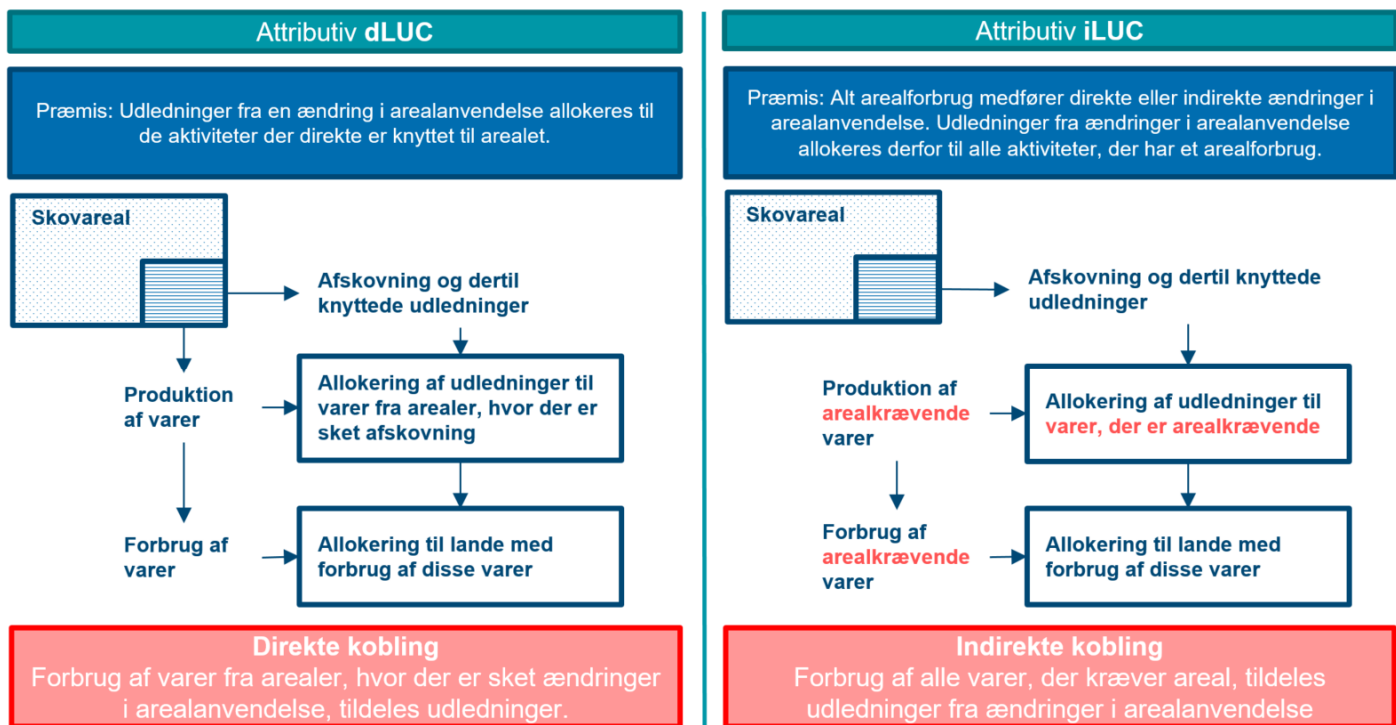 Attributiv dLUC
Præmis: Udledninger fra en ændring i arealanvendelse allokeres til
de aktiviteter der direkte er knyttet til arealet.
Skovareal
Afskovning og dertil
knyttede udledninger
Produktion
af varer
Allokering af udledninger til
varer fra arealer, hvor der er
sket afskovning
Forbrug af
varer
Allokering til lande med
forbrug af disse varer
Direkte kobling
Forbrug af varer fra arealer, hvor der er sket ændringer
i arealanvendelse, tildeles udledninger.
Attributiv iLUC
Præmis: Alt arealforbrug medfører direkte eller indirekte ændringer i
arealanvendelse. Udledninger fra ændringer i arealanvendelse
allokeres derfor til alle aktiviteter, der har et arealforbrug.
Skovareal
Afskovning og dertil knyttede
udledninger
Produktion af
arealkrævende
varer
Allokering af udledninger til
varer, der er arealkrævende
Forbrug af
arealkrævende
varer
Allokering til lande med
forbrug af disse varer
Indirekte kobling
Forbrug af alle varer, der kræver areal, tildeles
udledninger fra ændringer i arealanvendelse